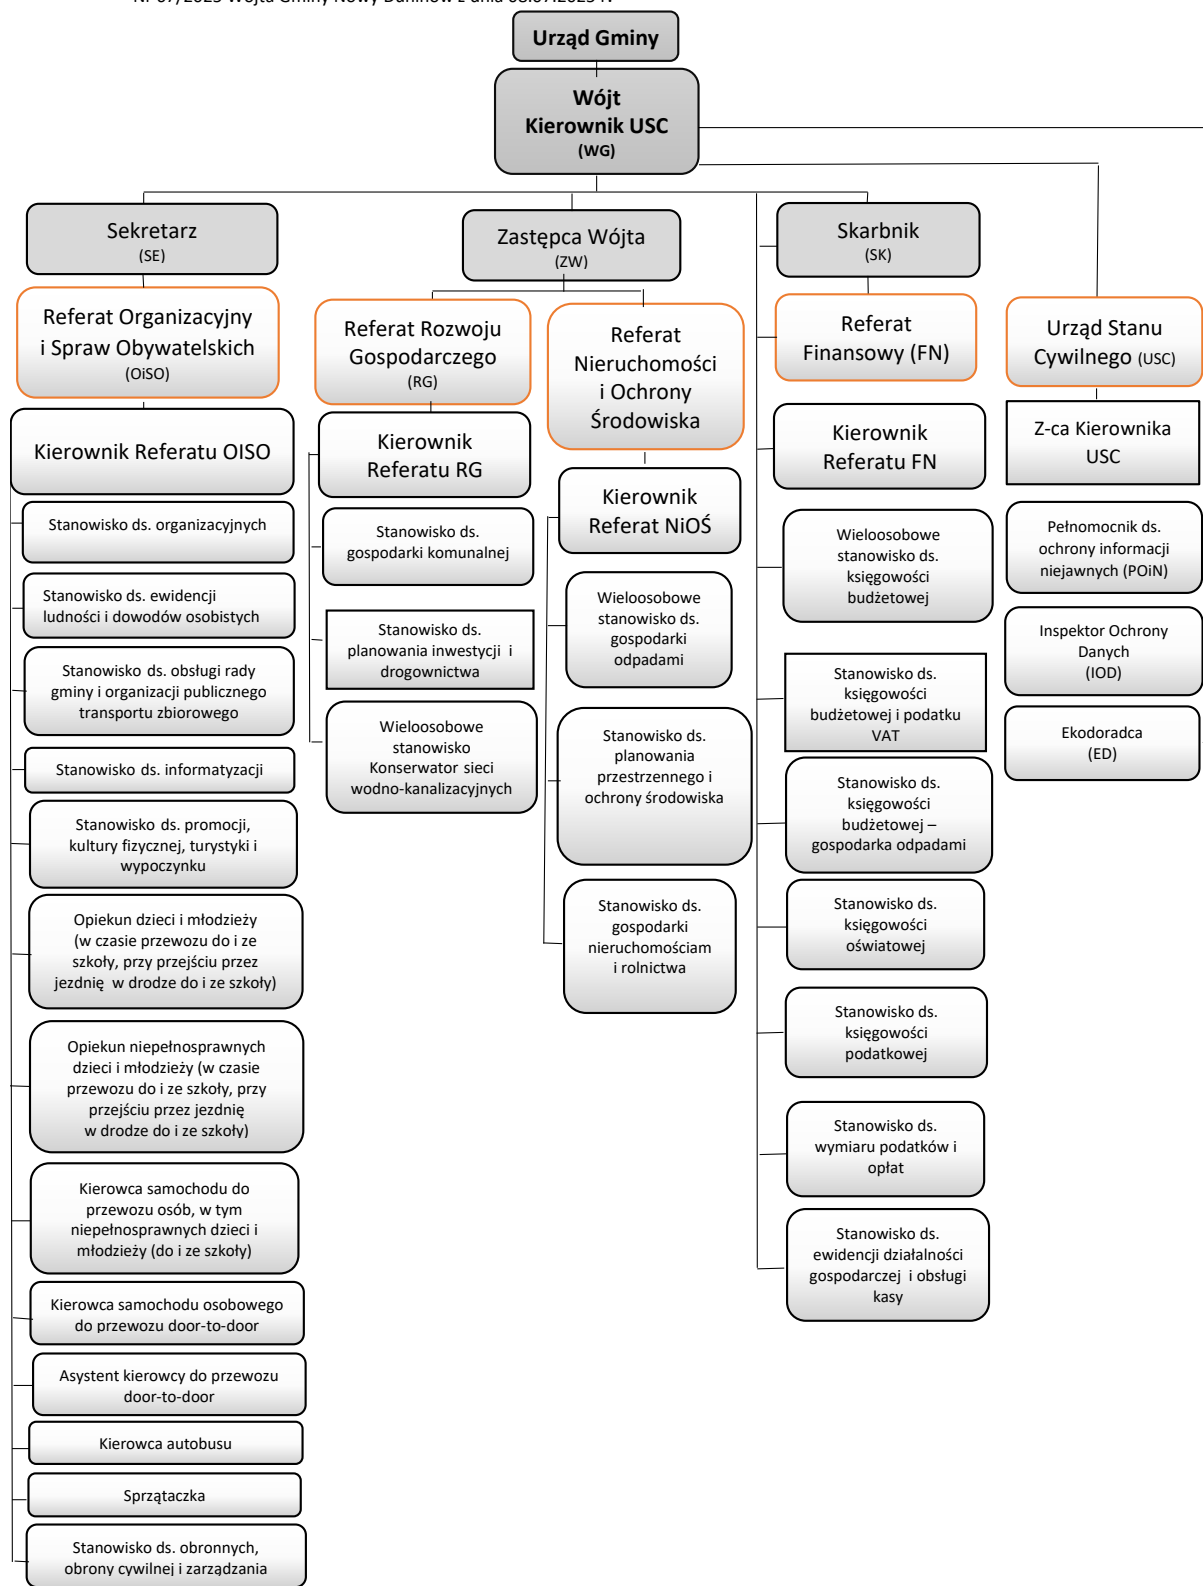 Nr 67/2025 Wójta Gminy Nowy Duninów z dnia 08.07.2025 r.
Urząd Gminy
Wójt
Kierownik USC
(WG)
Sekretarz
(SE)
Zastępca Wójta
(ZW)
Skarbnik
(SK)
Referat Organizacyjny
i Spraw Obywatelskich
(OiSO)
Referat Rozwoju
Gospodarczego
(RG)
Referat
Nieruchomości
i Ochrony
Środowiska
Referat
Finansowy (FN)
Urząd Stanu
Cywilnego (USC)
Kierownik Referatu OISO
Stanowisko ds. organizacyjnych
Stanowisko ds. ewidencji
ludności i dowodów osobistych
Stanowisko ds. obsługi rady
gminy i organizacji publicznego
transportu zbiorowego
Stanowisko ds. informatyzacji
Stanowisko ds. promocji,
kultury fizycznej, turystyki i
wypoczynku
Opiekun dzieci i młodzieży
(w czasie przewozu do i ze
szkoły, przy przejściu przez
jezdnię w drodze do i ze szkoły)
Opiekun niepełnosprawnych
dzieci i młodzieży (w czasie
przewozu do i ze szkoły, przy
przejściu przez jezdnię
w drodze do i ze szkoły)
Kierowca samochodu do
przewozu osób, w tym
niepełnosprawnych dzieci i
młodzieży (do i ze szkoły)
Kierowca samochodu osobowego
do przewozu door-to-door
Asystent kierowcy do przewozu
door-to-door
Kierowca autobusu
Sprzątaczka
Stanowisko ds. obronnych,
obrony cywilnej i zarządzania
Kierownik
Referatu RG
Stanowisko ds.
gospodarki komunalnej
Stanowisko ds.
planowania inwestycji i
drogownictwa
Wieloosobowe
stanowisko
Konserwator sieci
wodno-kanalizacyjnych
Kierownik
Referat NiOŚ
Wieloosobowe
stanowisko ds.
gospodarki
odpadami
Stanowisko ds.
planowania
przestrzennego i
ochrony środowiska
Stanowisko ds.
gospodarki
nieruchomościam
i rolnictwa
Kierownik
Referatu FN
Wieloosobowe
stanowisko ds.
księgowości
budżetowej
Stanowisko ds.
księgowości
budżetowej i podatku
VAT
Stanowisko ds.
księgowości
budżetowej –
gospodarka odpadami
Stanowisko ds.
księgowości
oświatowej
Stanowisko ds.
księgowości
podatkowej
Stanowisko ds.
wymiaru podatków i
opłat
Stanowisko ds.
ewidencji działalności
gospodarczej i obsługi
kasy
Z-ca Kierownika
USC
Pełnomocnik ds.
ochrony informacji
niejawnych (POiN)
Inspektor Ochrony
Danych
(IOD)
Ekodoradca
(ED)